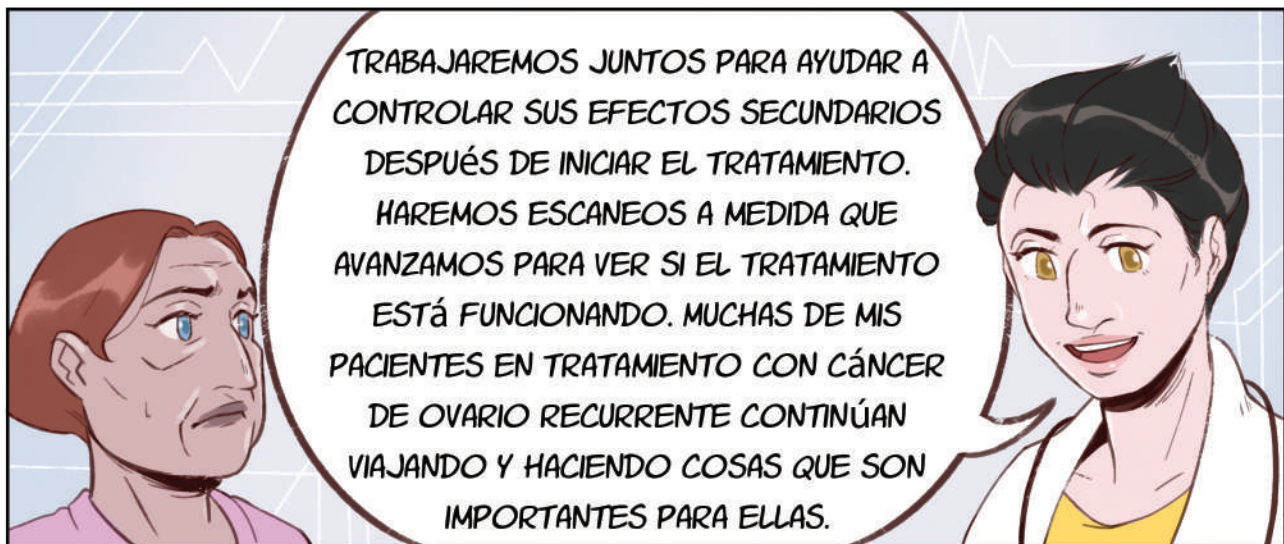 TRABAJAREMOS JUNTOS PARA AYUDAR A
CONTROLAR SUS EFECTOS SECUNDARIOS
DESPUéS DE INICIAR EL TRATAMIENTO.
HAREMOS ESCANEOS A MEDIDA QUE
AVANZAMOS PARA VER SI EL TRATAMIENTO
ESTá FUNCIONANDO. MUCHAS DE MIS
PACIENTES EN TRATAMIENTO CON CáNCER
DE OVARIO RECURRENTE CONTINÚAN
VIAJANDO Y HACIENDO COSAS QUE SON
IMPORTANTES PARA ELLAS.